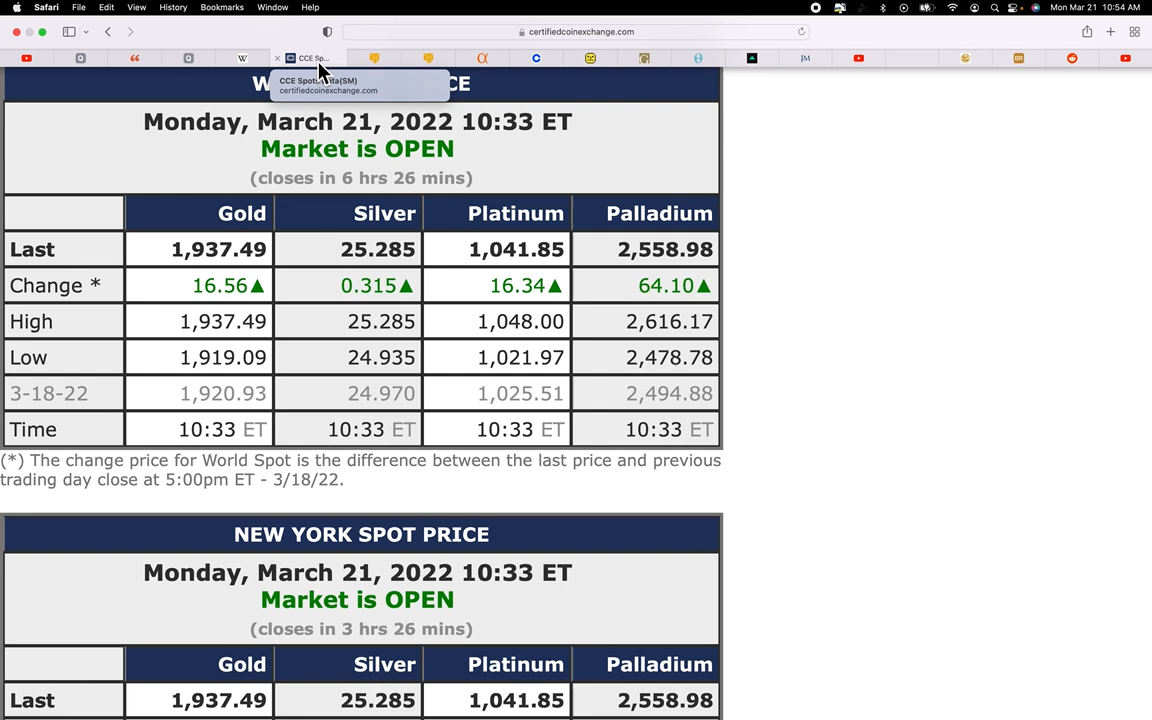 Safari File Edit View History Bookmarks Window Help Mon Mar 21 10:54 AM
certifiedcoinexchange.com
Q “ Q W × CCE Sp... α JM BR
W CE
CCE Spot ta(SM)
certifiedcoinexchange.com
Monday, March 21, 2022 10:33 ET
Market is OPEN
(closes in 6 hrs 26 mins)
Gold Silver Platinum Palladium
Last 1,937.49 25.285 1,041.85 2,558.98
Change * 16.56▲ 0.315▲ 16.34▲ 64.10▲
High 1,937.49 25.285 1,048.00 2,616.17
Low 1,919.09 24.935 1,021.97 2,478.78
3-18-22 1,920.93 24.970 1,025.51 2,494.88
Time 10:33 ET 10:33 ET 10:33 ET 10:33 ET
(*) The change price for World Spot is the difference between the last price and previous
trading day close at 5:00pm ET - 3/18/22.
NEW YORK SPOT PRICE
Monday, March 21, 2022 10:33 ET
Market is OPEN
(closes in 3 hrs 26 mins)
Gold Silver Platinum Palladium
Last 1,937.49 25.285 1,041.85 2,558.98